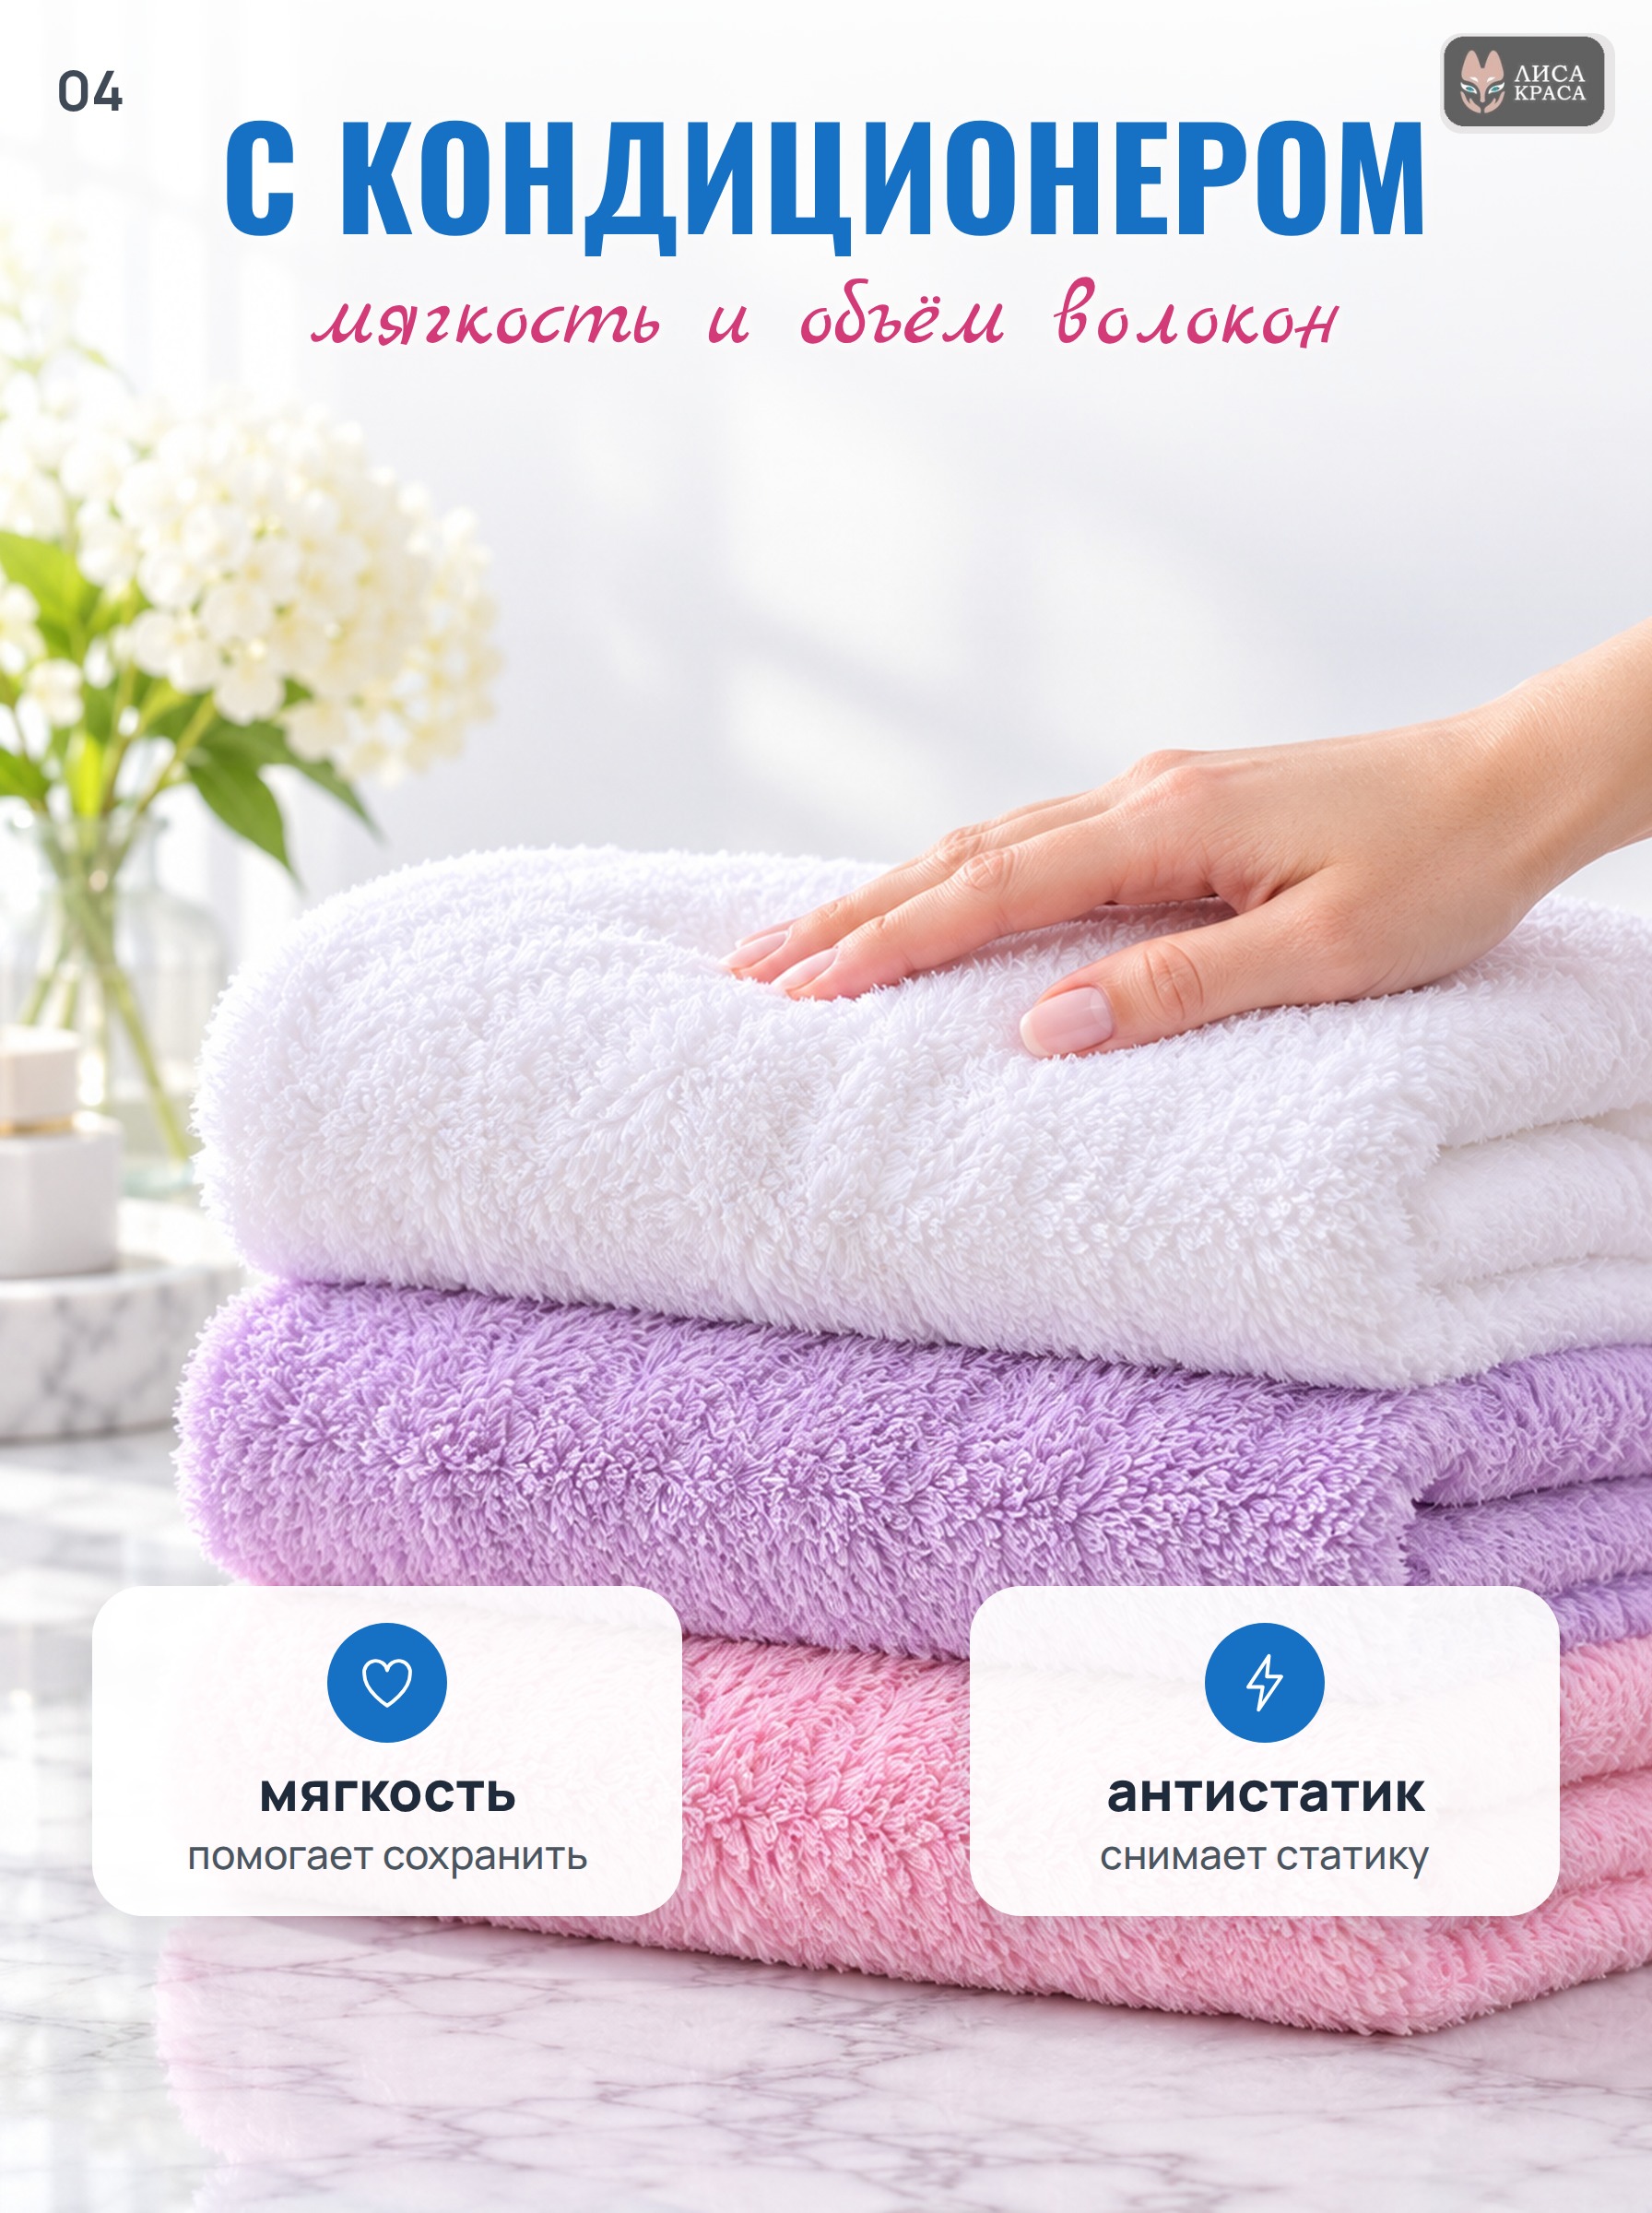 04
ЛИСА
КРАСА
С КОНДИЦИОНЕРОМ
мягкость и объём волокон
мягкость
помогает сохранить
антистатик
снимает статику